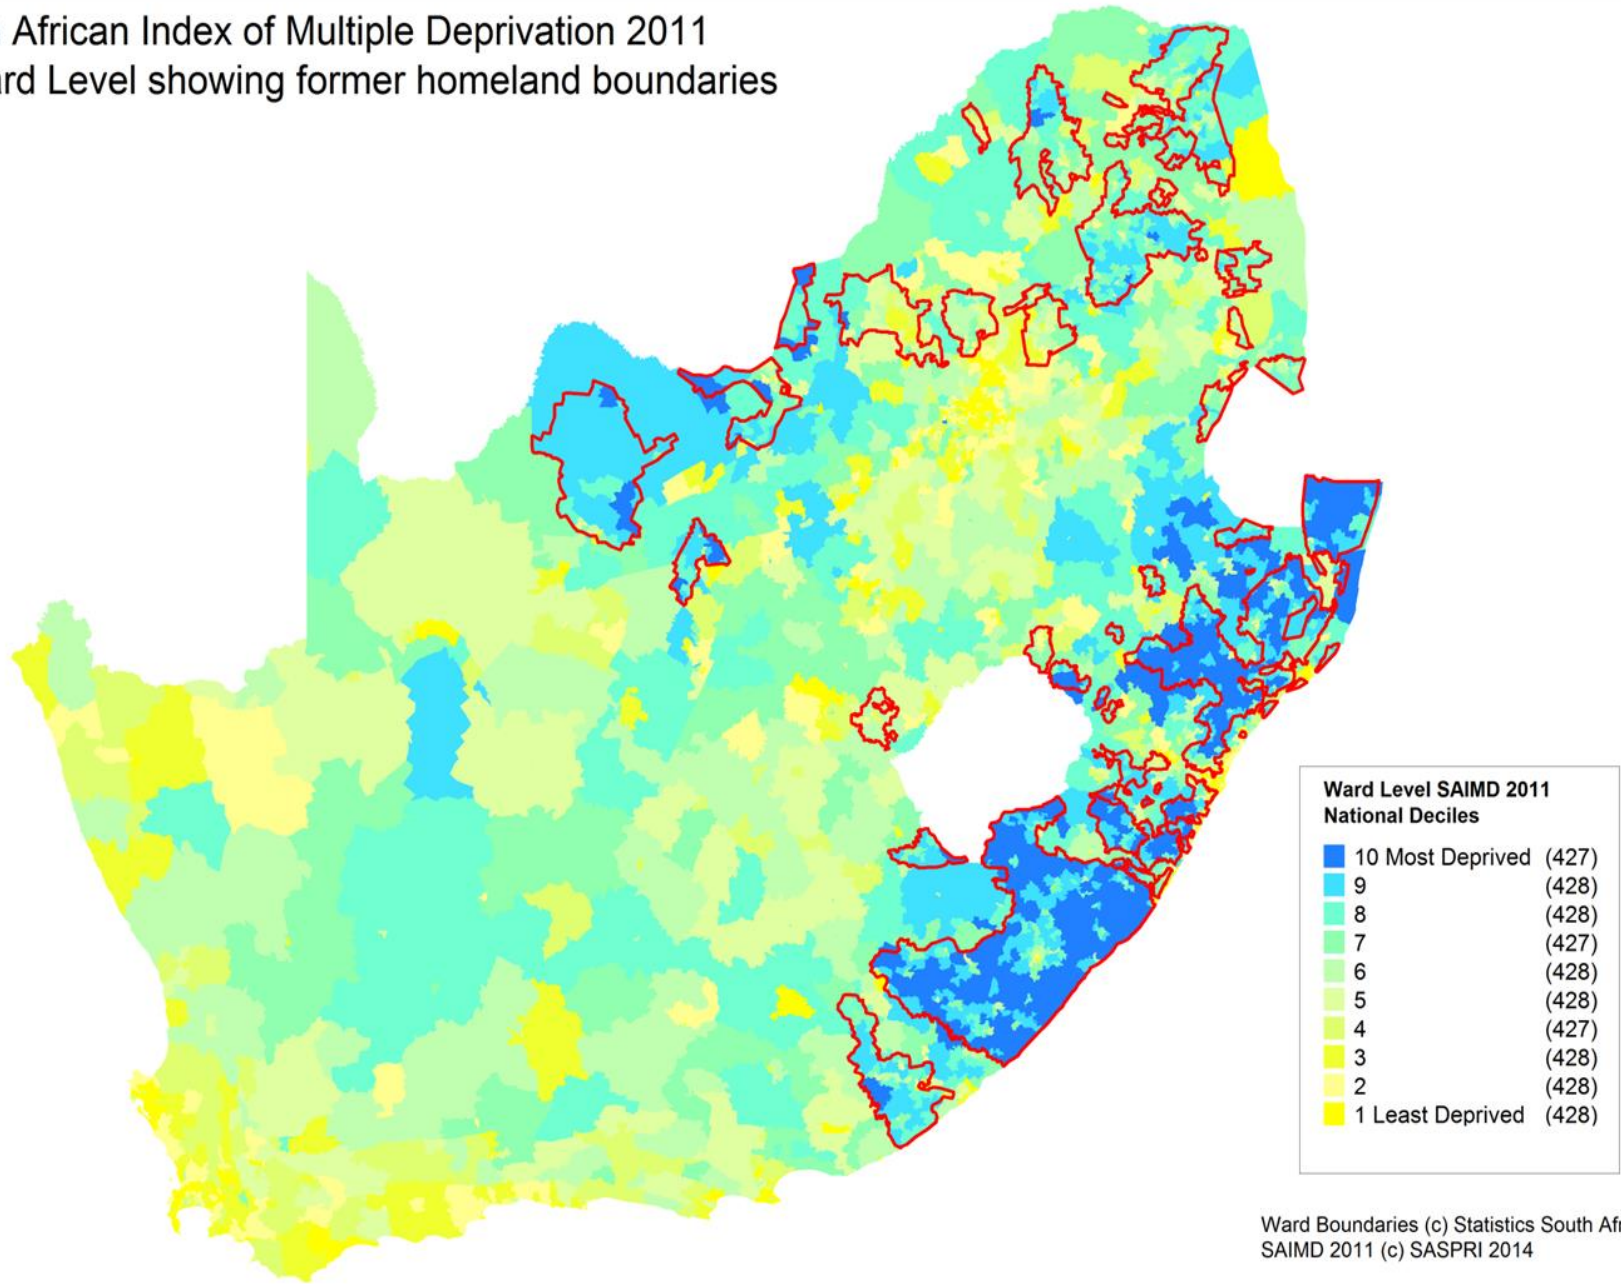 African Index of Multiple Deprivation 2011
rd Level showing former homeland boundaries
Ward Level SAIMD 2011
National Deciles
10 Most Deprived (427)
9 (428)
8 (428)
7 (427)
6 (428)
5 (428)
4 (427)
3 (428)
2 (428)
1 Least Deprived (428)
Ward Boundaries (c) Statistics South Afr
SAIMD 2011 (c) SASPRI 2014